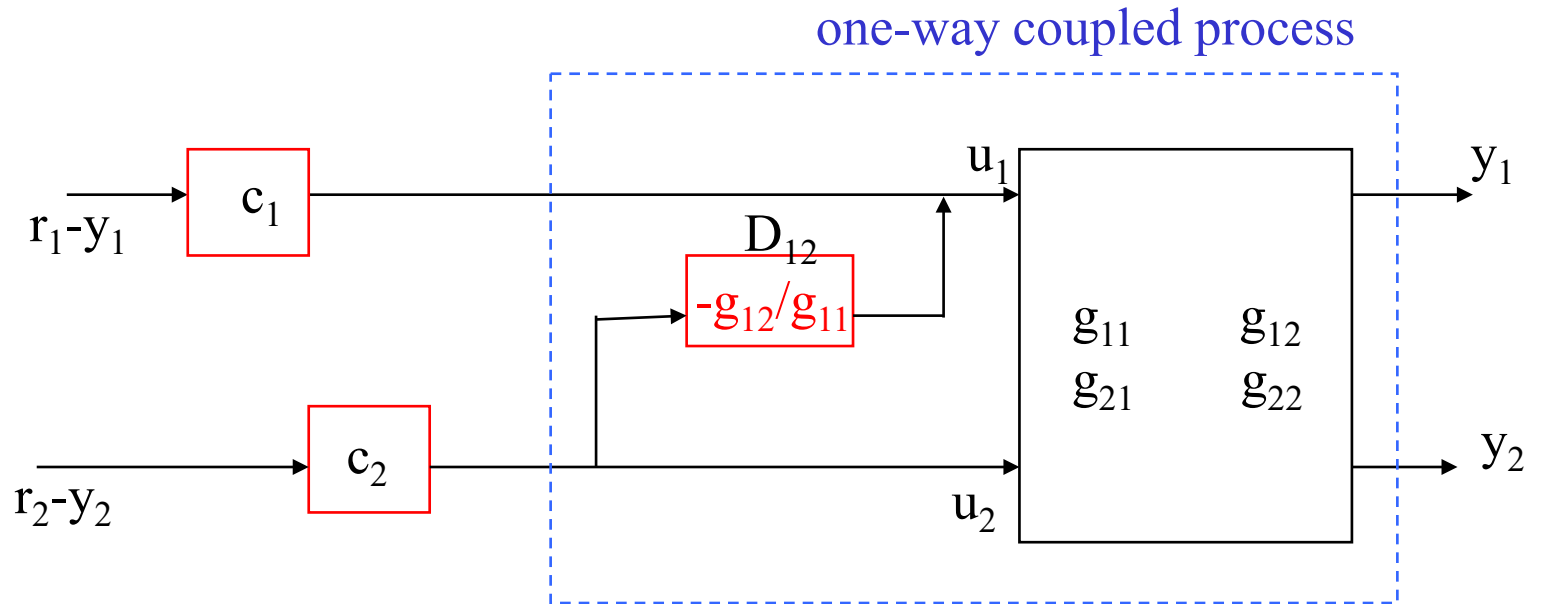 one-way coupled process
u₁
y₁
c₁
r₁-y₁
D₁₂
-g₁₂/g₁₁
g₁₁ g₁₂
g₂₁ g₂₂
c₂
y₂
r₂-y₂
u₂